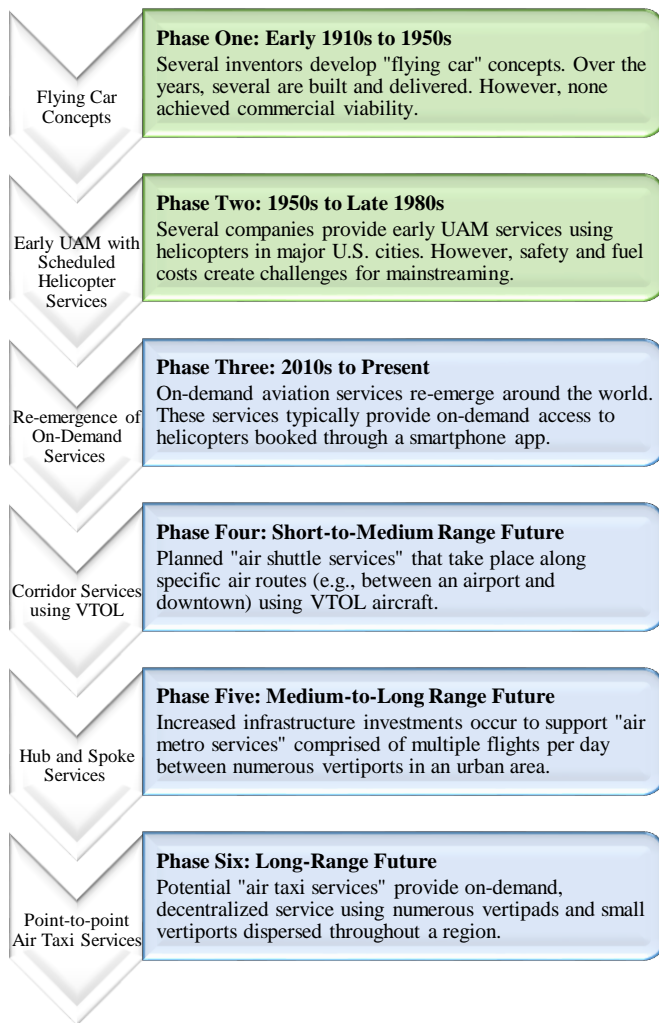 Flying Car
Concepts
Phase One: Early 1910s to 1950s
Several inventors develop "flying car" concepts. Over the
years, several are built and delivered. However, none
achieved commercial viability.
Early UAM with
Scheduled
Helicopter
Services
Phase Two: 1950s to Late 1980s
Several companies provide early UAM services using
helicopters in major U.S. cities. However, safety and fuel
costs create challenges for mainstreaming.
Re-emergence of
On-Demand
Services
Phase Three: 2010s to Present
On-demand aviation services re-emerge around the world.
These services typically provide on-demand access to
helicopters booked through a smartphone app.
Corridor Services
using VTOL
Phase Four: Short-to-Medium Range Future
Planned "air shuttle services" that take place along
specific air routes (e.g., between an airport and
downtown) using VTOL aircraft.
Hub and Spoke
Services
Phase Five: Medium-to-Long Range Future
Increased infrastructure investments occur to support "air
metro services" comprised of multiple flights per day
between numerous vertiports in an urban area.
Point-to-point
Air Taxi Services
Phase Six: Long-Range Future
Potential "air taxi services" provide on-demand,
decentralized service using numerous vertipads and small
vertiports dispersed throughout a region.